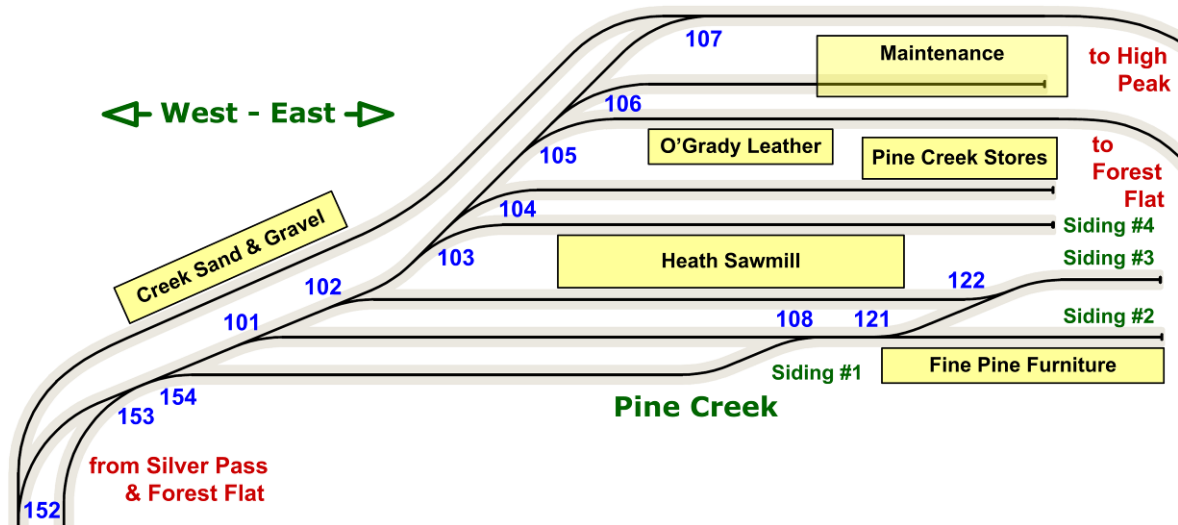 107
Maintenance
to High
Peak
106
West - East
105
O'Grady Leather
Pine Creek Stores
to
Forest
Flat
104
Siding #4
103
Creek Sand & Gravel
Heath Sawmill
Siding #3
102
122
101
108
121
Siding #2
Fine Pine Furniture
Siding #1
154
153
Pine Creek
from Silver Pass
& Forest Flat
152